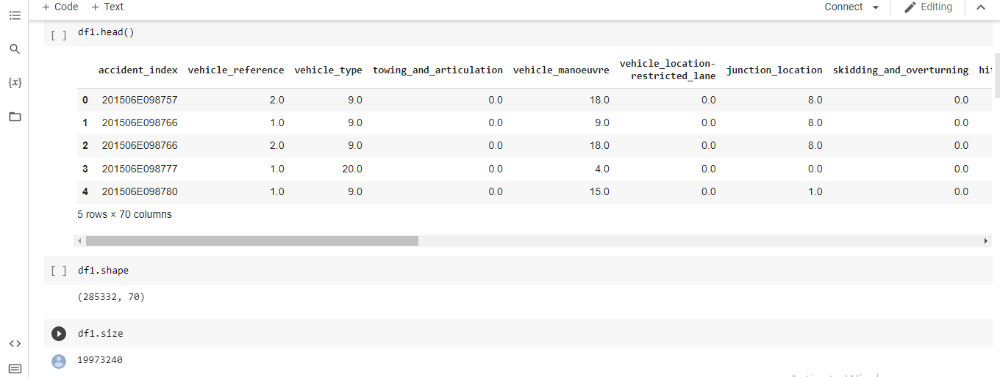 + Code + Text Connect Editing
[ ] df1.head()
accident_index vehicle_reference vehicle_type towing_and_articulation vehicle_manoeuvre vehicle_location-restricted_lane junction_location skidding_and_overturning hit
0 201506E098757 2.0 9.0 0.0 18.0 0.0 8.0 0.0
1 201506E098766 1.0 9.0 0.0 9.0 0.0 8.0 0.0
2 201506E098766 2.0 9.0 0.0 18.0 0.0 8.0 0.0
3 201506E098777 1.0 20.0 0.0 4.0 0.0 0.0 0.0
4 201506E098780 1.0 9.0 0.0 15.0 0.0 1.0 0.0
5 rows × 70 columns
[ ] df1.shape
(285332, 70)
df1.size
19973240